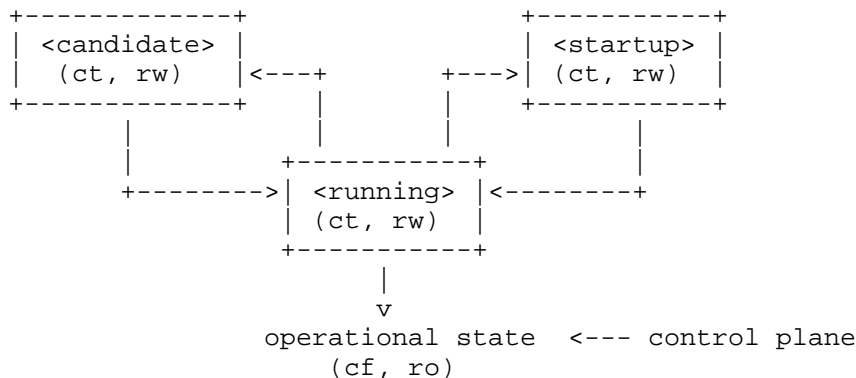 <candidate> <startup>
(ct, rw) (ct, rw)
<running>
(ct, rw)
operational state <--- control plane
(cf, ro)